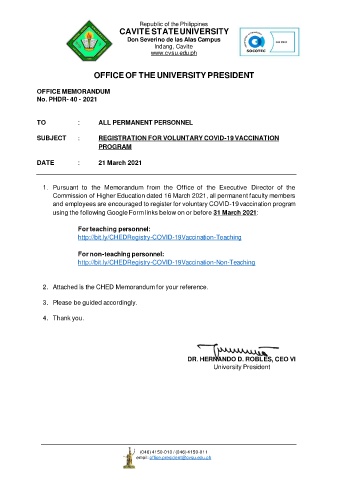 Republic of the Philippines
CAVITE STATE UNIVERSITY
Don Severino de las Alas Campus
Indang, Cavite
www.cvsu.edu.ph
SOCOTEC
OFFICE OF THE UNIVERSITY PRESIDENT
OFFICE MEMORANDUM
No. PHDR- 40 - 2021
TO : ALL PERMANENT PERSONNEL
SUBJECT : REGISTRATION FOR VOLUNTARY COVID-19 VACCINATION
PROGRAM
DATE : 21 March 2021
1. Pursuant to the Memorandum from the Office of the Executive Director of the
Commission of Higher Education dated 16 March 2021, all permanent faculty members
and employees are encouraged to register for voluntary COVID-19 vaccination program
using the following Google Form links below on or before 31 March 2021:
For teaching personnel:
http://bit.ly/CHEDRegistry-COVID-19Vaccination-Teaching
For non-teaching personnel:
http://bit.ly/CHEDRegistry-COVID-19Vaccination-Non-Teaching
2. Attached is the CHED Memorandum for your reference.
3. Please be guided accordingly.
4. Thank you.
DR. HERNANDO D. ROBLES, CEO VI
University President
(046) 4150-010 / (046) 4150-011
email: office.president@cvsu.edu.ph